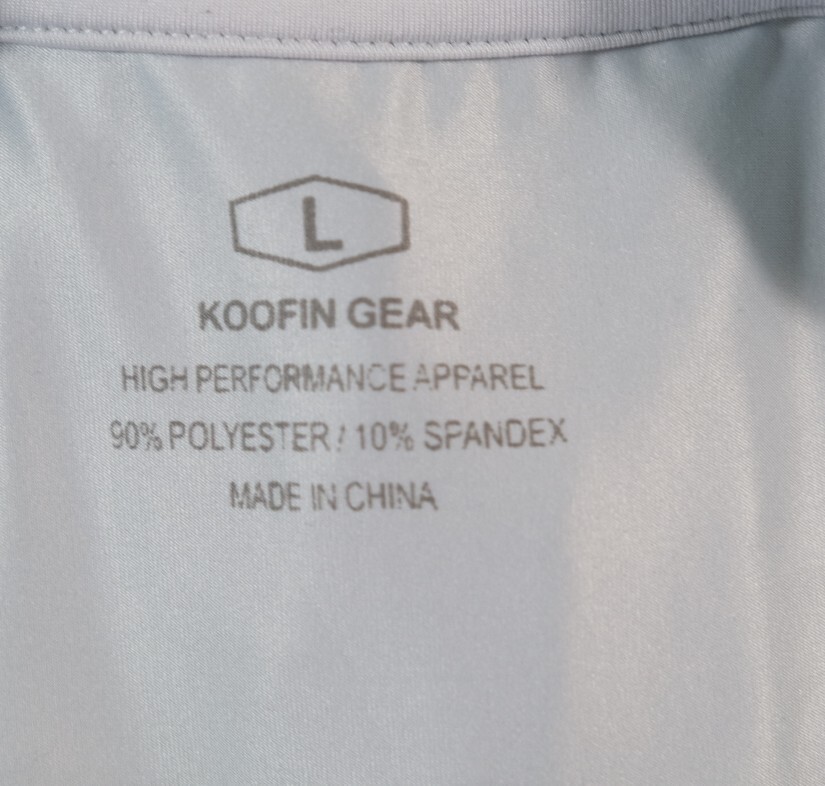 L
KOOFIN GEAR
HIGH PERFORMANCE APPAREL
90% POLYESTER / 10% SPANDEX
MADE IN CHINA